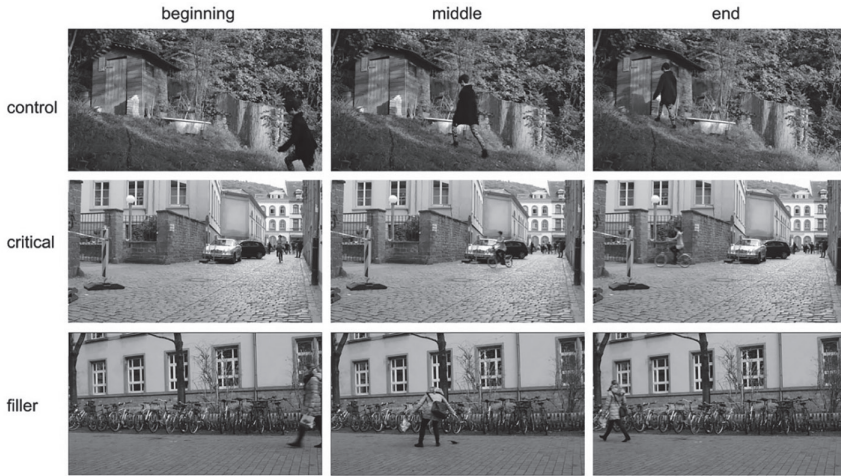 beginning middle end
control
critical
filler